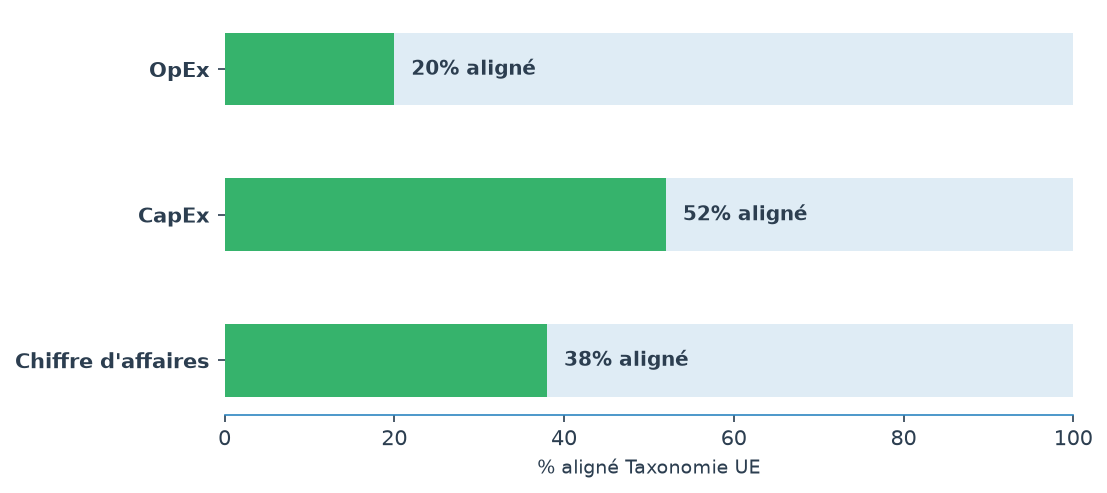 OpEx
20% aligné
CapEx
52% aligné
Chiffre d'affaires
38% aligné
0 20 40 60 80 100
% aligné Taxonomie UE